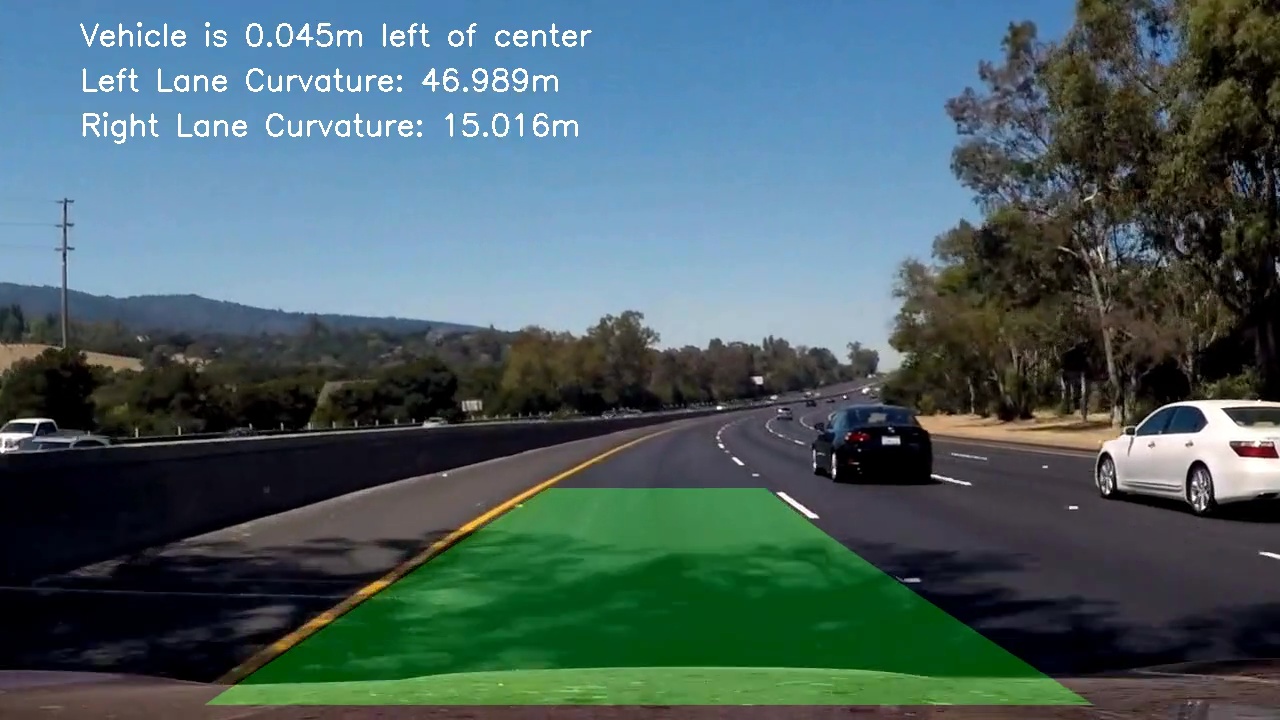 Vehicle is 0.045m left of center
Left Lane Curvature: 46.989m
Right Lane Curvature: 15.016m